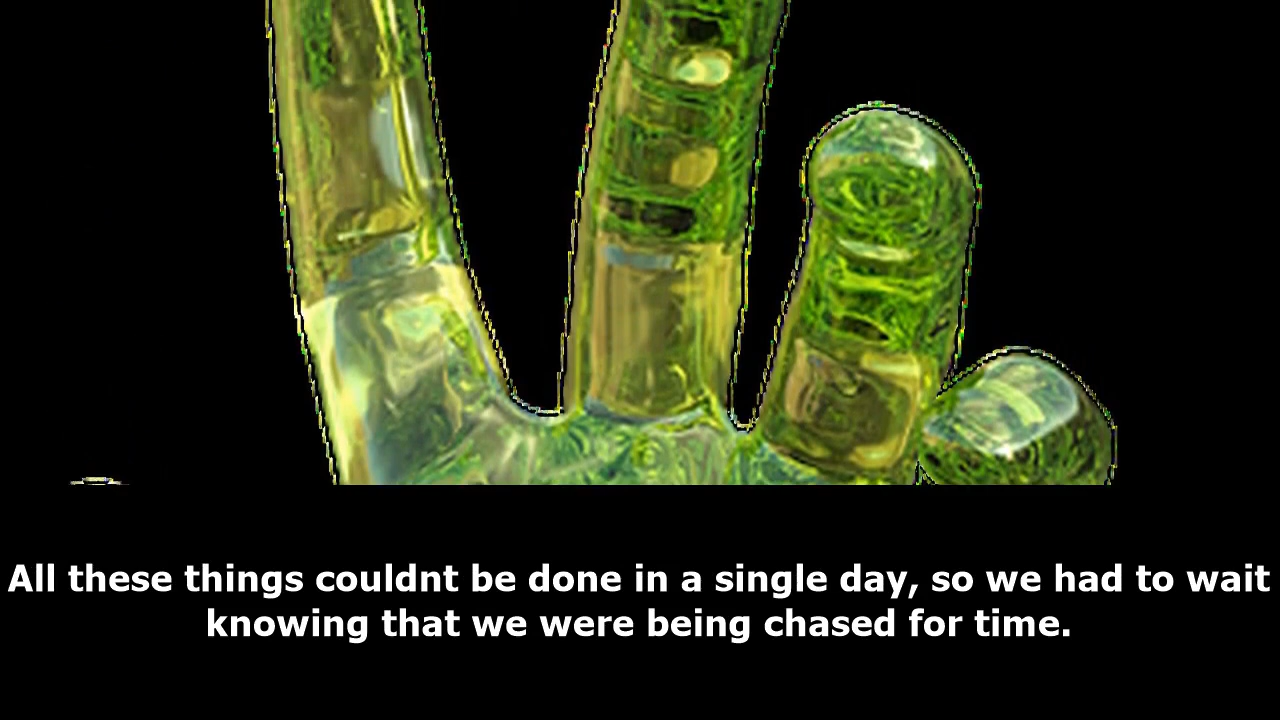 All these things couldnt be done in a single day, so we had to wait
knowing that we were being chased for time.